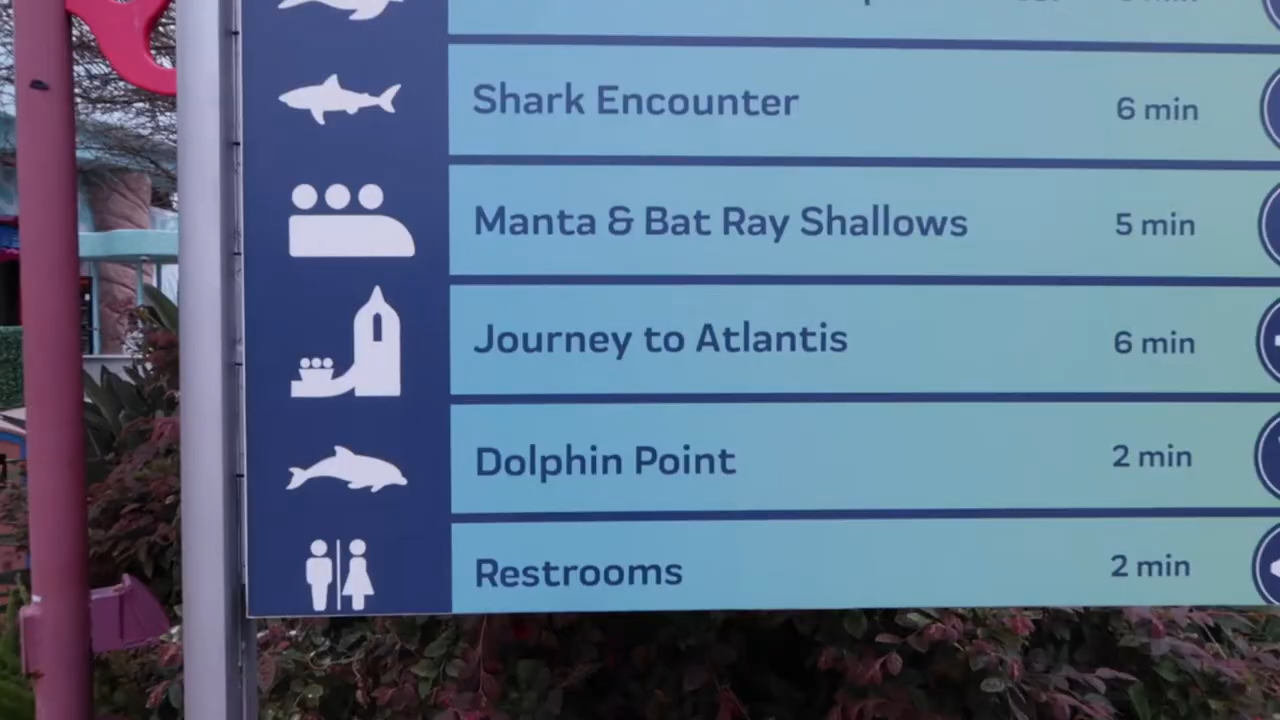 Shark Encounter 6 min
Manta & Bat Ray Shallows 5 min
Journey to Atlantis 6 min
Dolphin Point 2 min
Restrooms 2 min